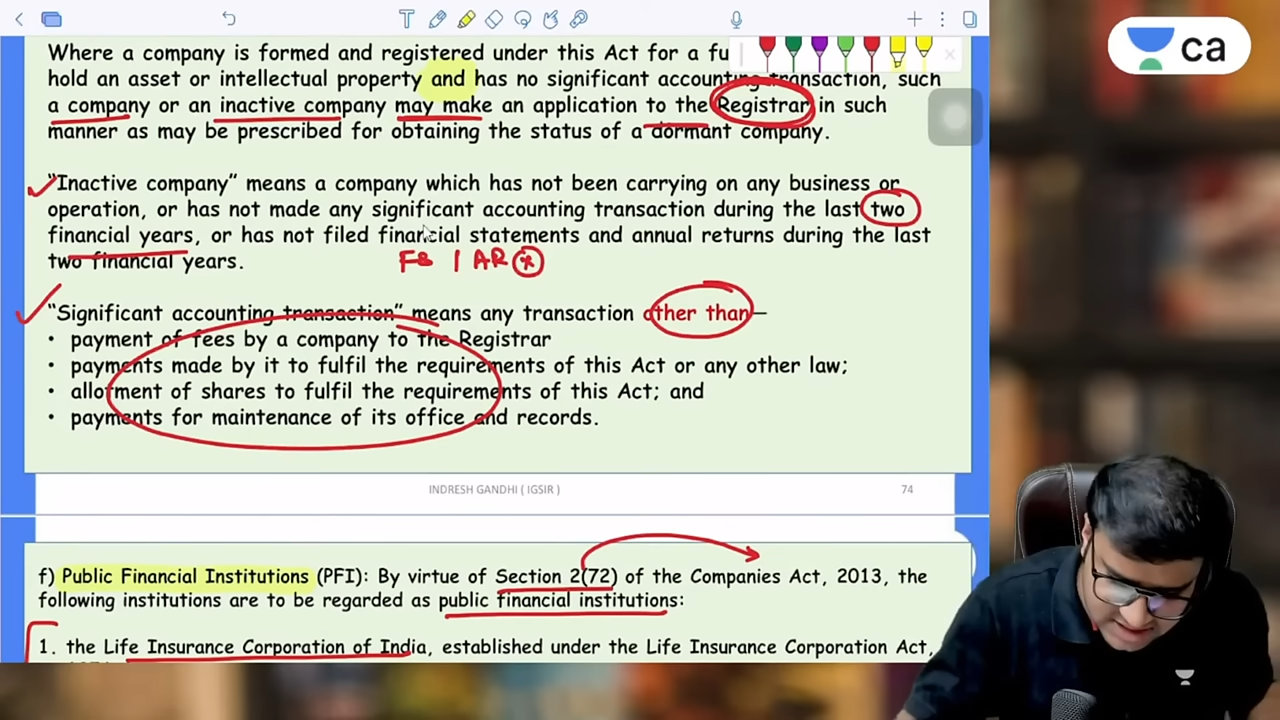 ca
Where a company is formed and registered under this Act for a fu
hold an asset or intellectual property and has no significant accounting transaction, such
a company or an inactive company may make an application to the Registrar in such
manner as may be prescribed for obtaining the status of a dormant company.
"Inactive company" means a company which has not been carrying on any business or
operation, or has not made any significant accounting transaction during the last two
financial years, or has not filed financial statements and annual returns during the last
two financial years.
FS | AR *
"Significant accounting transaction" means any transaction other than—
• payment of fees by a company to the Registrar
• payments made by it to fulfil the requirements of this Act or any other law;
• allotment of shares to fulfil the requirements of this Act; and
• payments for maintenance of its office and records.
INDRESH GANDHI ( IGSIR ) 74
f) Public Financial Institutions (PFI): By virtue of Section 2(72) of the Companies Act, 2013, the
following institutions are to be regarded as public financial institutions:
1. the Life Insurance Corporation of India, established under the Life Insurance Corporation Act,